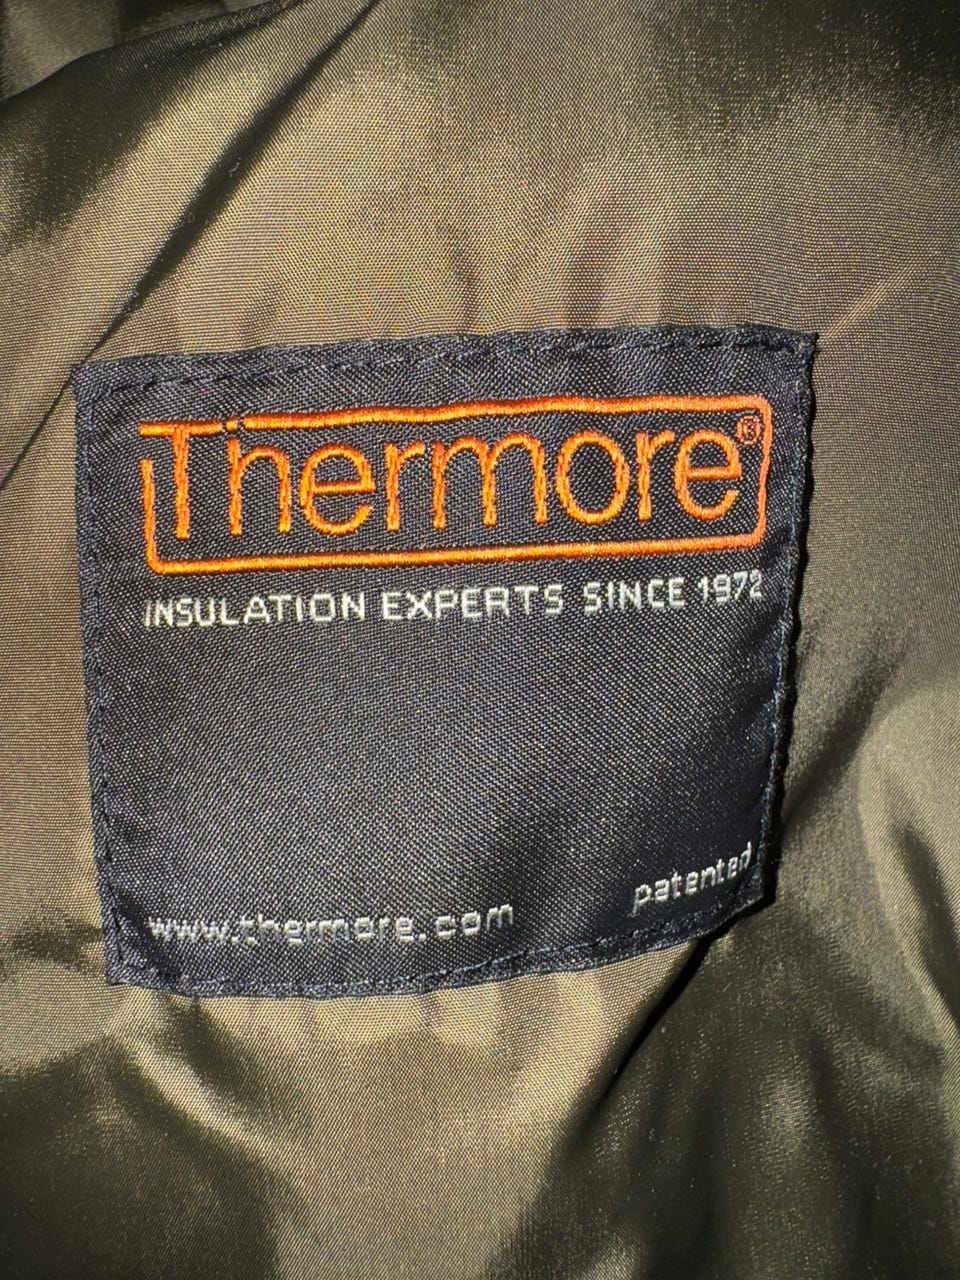 Thermore®
INSULATION EXPERTS SINCE 1972
patented
www.thermore.com